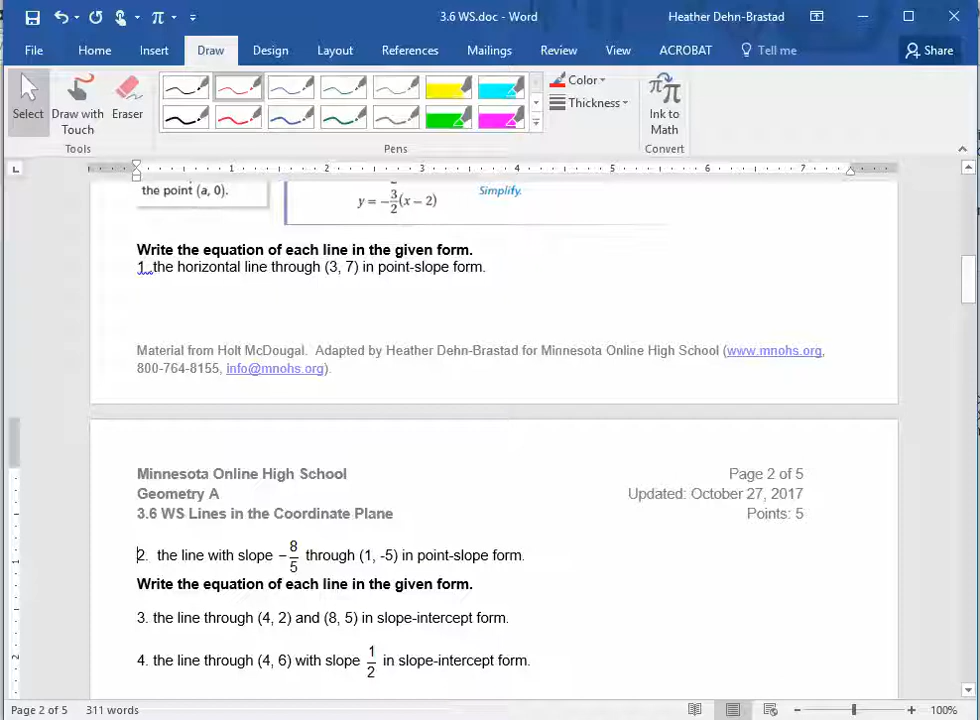 3.6 WS.doc - Word
Heather Dehn-Brastad
File Home Insert Draw Design Layout References Mailings Review View ACROBAT Tell me Share
Select
Draw with Touch
Eraser
Color
Thickness
Ink to Math
Tools
Pens
Convert
L 1 2 3 4 5 6 7
the point (a, 0).
y = -3/2(x - 2)
Simplify.
Write the equation of each line in the given form.
1. the horizontal line through (3, 7) in point-slope form.
Material from Holt McDougal. Adapted by Heather Dehn-Brastad for Minnesota Online High School (www.mnohs.org,
800-764-8155, info@mnohs.org).
Minnesota Online High School
Page 2 of 5
Geometry A
Updated: October 27, 2017
3.6 WS Lines in the Coordinate Plane
Points: 5
2. the line with slope −8/5 through (1, -5) in point-slope form.
Write the equation of each line in the given form.
3. the line through (4, 2) and (8, 5) in slope-intercept form.
4. the line through (4, 6) with slope 1/2 in slope-intercept form.
Page 2 of 5 311 words
100%